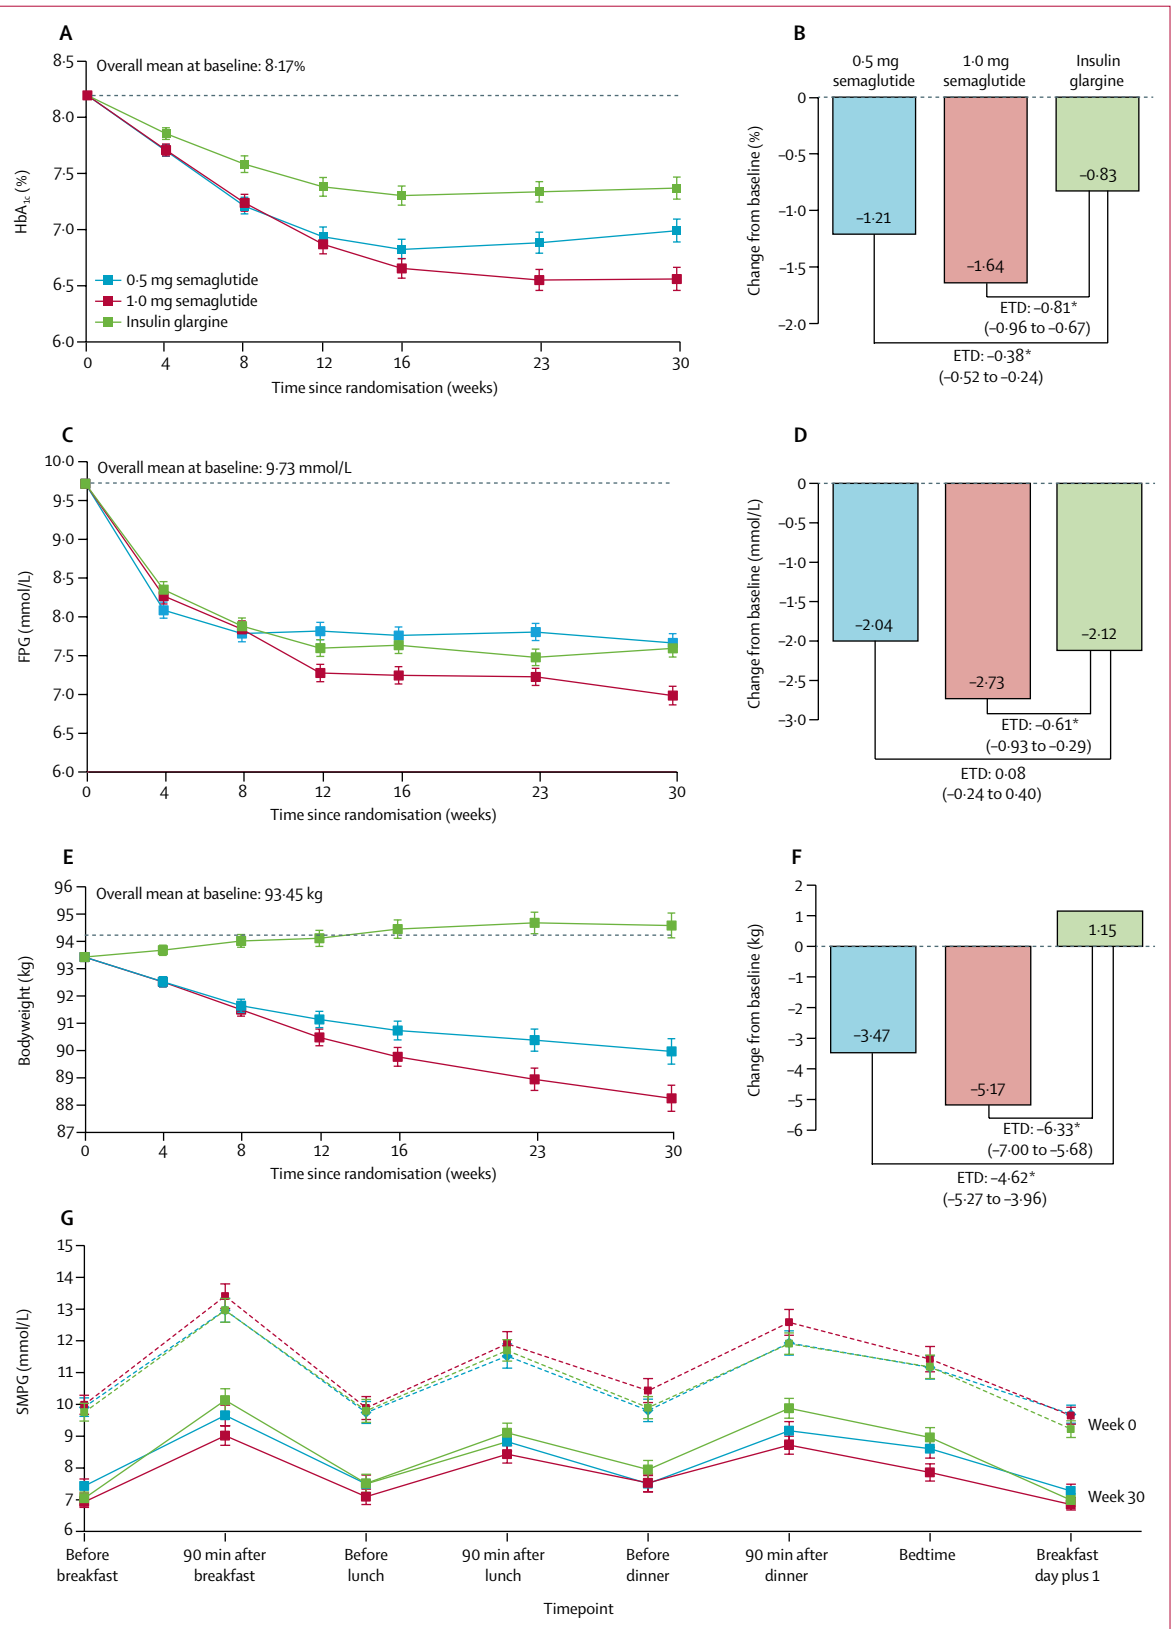 A
8·5
8·0
7·5
7·0
6·5
6·0
HbA1c (%)
Overall mean at baseline: 8·17%
0·5 mg semaglutide
1·0 mg semaglutide
Insulin glargine
0 4 8 12 16 23 30
Time since randomisation (weeks)
B
0·5 mg
semaglutide
1·0 mg
semaglutide
Insulin
glargine
0
–0·5
–1·0
–1·5
–2·0
Change from baseline (%)
–1·21
–1·64
–0·83
ETD: –0·81*
(–0·96 to –0·67)
ETD: –0·38*
(–0·52 to –0·24)
C
10·0
9·5
9·0
8·5
8·0
7·5
7·0
6·5
6·0
FPG (mmol/L)
Overall mean at baseline: 9·73 mmol/L
0 4 8 12 16 23 30
Time since randomisation (weeks)
D
0
–0·5
–1·0
–1·5
–2·0
–2·5
–3·0
Change from baseline (mmol/L)
–2·04
–2·73
–2·12
ETD: –0·61*
(–0·93 to –0·29)
ETD: 0·08
(–0·24 to 0·40)
E
96
95
94
93
92
91
90
89
88
87
Bodyweight (kg)
Overall mean at baseline: 93·45 kg
0 4 8 12 16 23 30
Time since randomisation (weeks)
F
2
1
0
–1
–2
–3
–4
–5
–6
Change from baseline (kg)
–3·47
–5·17
1·15
ETD: –6·33*
(–7·00 to –5·68)
ETD: –4·62*
(–5·27 to –3·96)
G
15
14
13
12
11
10
9
8
7
6
SMPG (mmol/L)
Week 0
Week 30
Before
breakfast
90 min after
breakfast
Before
lunch
90 min after
lunch
Before
dinner
90 min after
dinner
Bedtime
Breakfast
day plus 1
Timepoint